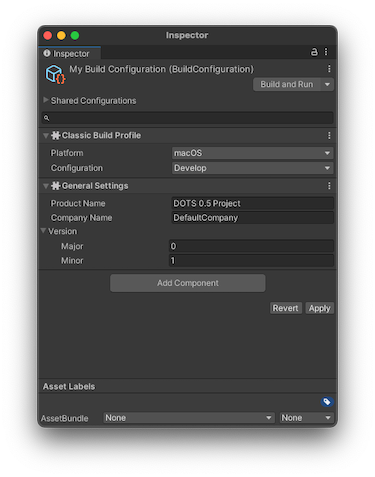 Inspector
Inspector
My Build Configuration (BuildConfiguration)
Build and Run
Shared Configurations
Classic Build Profile
Platform macOS
Configuration Develop
General Settings
Product Name DOTS 0.5 Project
Company Name DefaultCompany
Version
Major 0
Minor 1
Add Component
Revert Apply
Asset Labels
AssetBundle None None